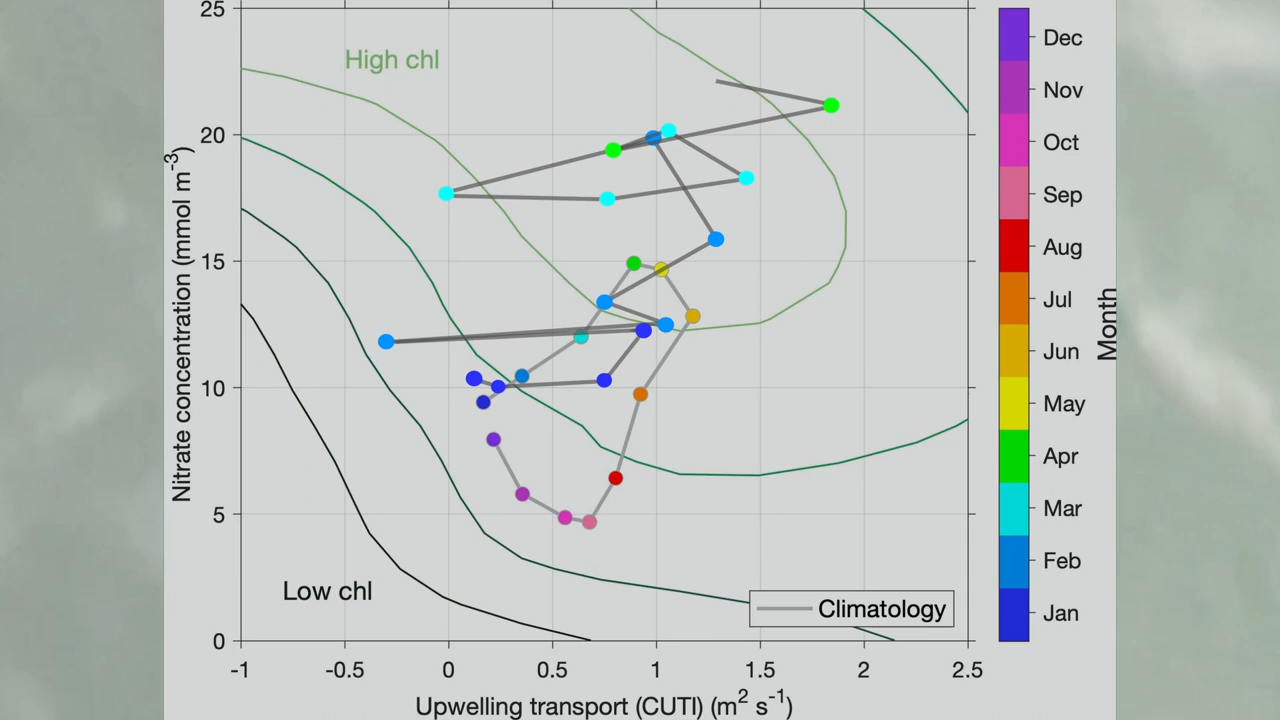 25
20
15
10
5
0
-1
-0.5
0
0.5
1
1.5
2
2.5
Nitrate concentration (mmol m⁻³)
Upwelling transport (CUTI) (m² s⁻¹)
High chl
Low chl
Climatology
Dec
Nov
Oct
Sep
Aug
Jul
Jun
May
Apr
Mar
Feb
Jan
Month